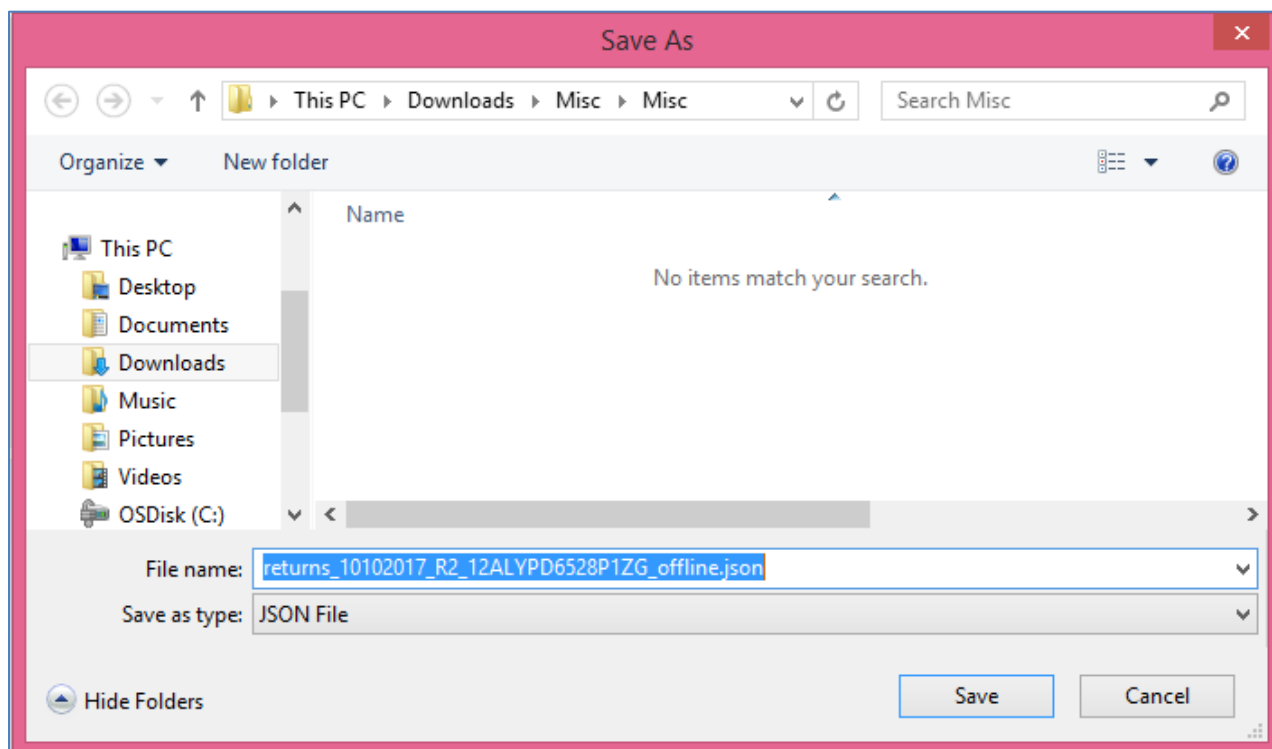 Save As
This PC Downloads Misc Misc
Search Misc
Organize
New folder
Name
This PC
No items match your search.
Desktop
Documents
Downloads
Music
Pictures
Videos
OSDisk (C:)
File name: returns_10102017_R2_12ALYPD6528P1ZG_offline.json
Save as type: JSON File
Hide Folders
Save
Cancel